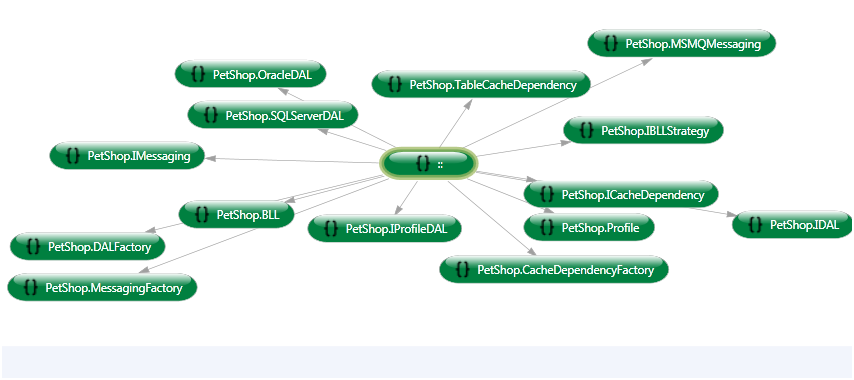 PetShop.MSMQMessaging
PetShop.OracleDAL
PetShop.TableCacheDependency
PetShop.SQLServerDAL
PetShop.IBLLStrategy
PetShop.IMessaging
{} ::
PetShop.ICacheDependency
PetShop.BLL
PetShop.IProfileDAL
PetShop.Profile
PetShop.IDAL
PetShop.DALFactory
PetShop.CacheDependencyFactory
PetShop.MessagingFactory